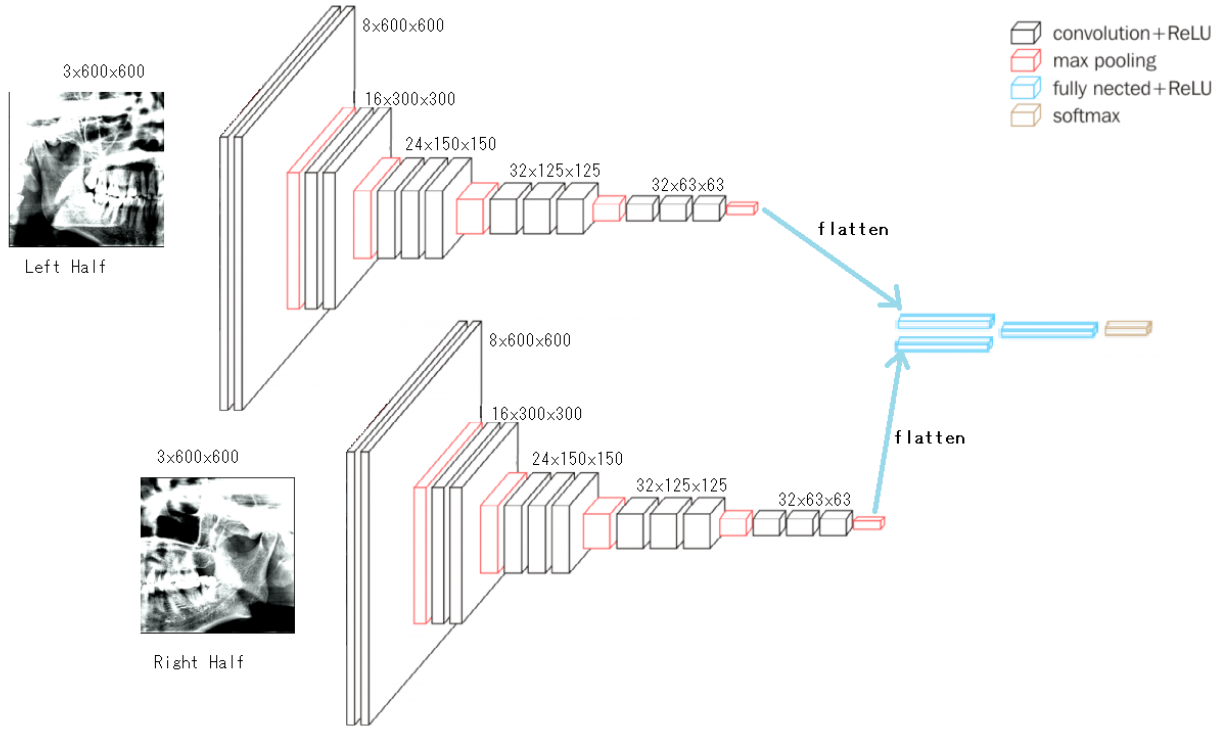 3x600x600
Left Half
8x600x600
16x300x300
24x150x150
32x125x125
32x63x63
flatten
convolution+ReLU
max pooling
fully nected+ReLU
softmax
3x600x600
Right Half
8x600x600
16x300x300
24x150x150
32x125x125
32x63x63
flatten